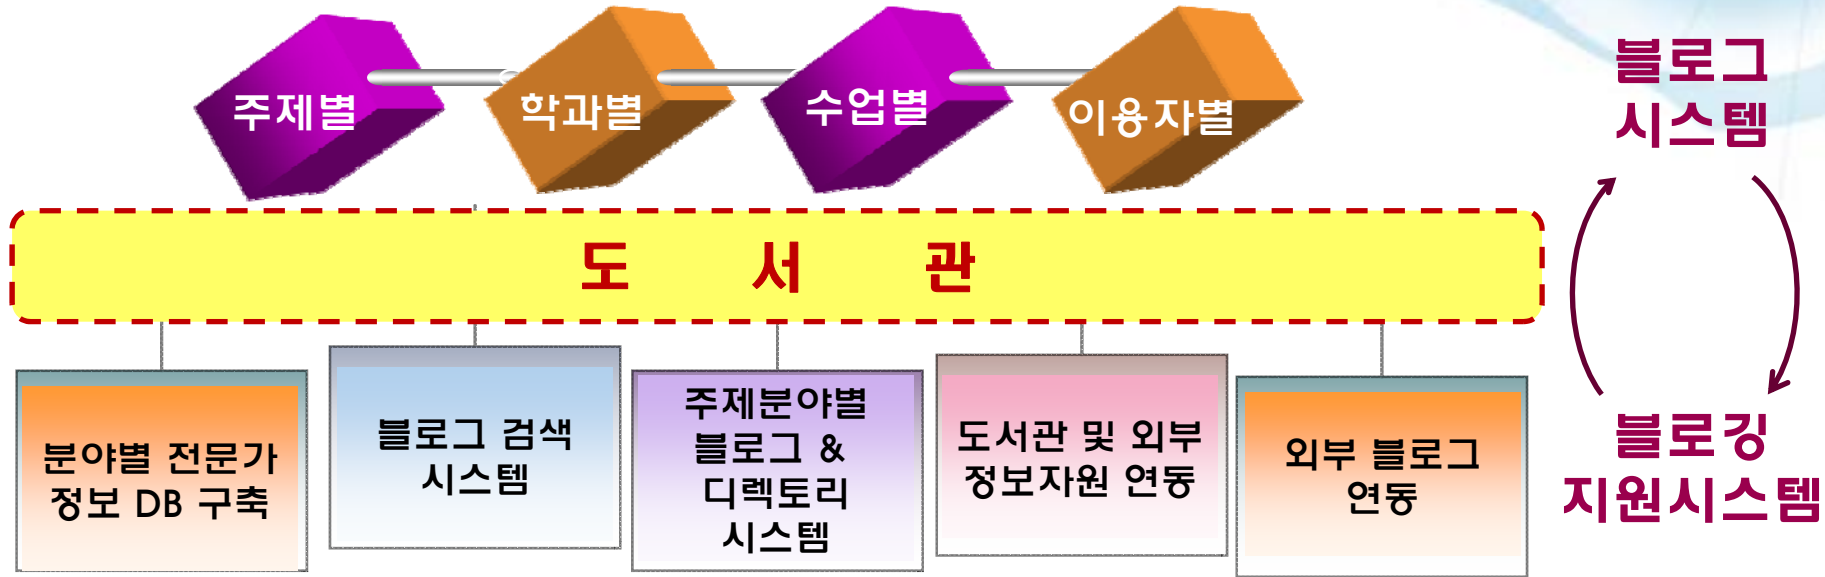 주제별
학과별
수업별
이용자별
블로그
시스템
도 서 관
분야별 전문가
정보 DB 구축
블로그 검색
시스템
주제분야별
블로그 &
디렉토리
시스템
도서관 및 외부
정보자원 연동
외부 블로그
연동
블로깅
지원시스템